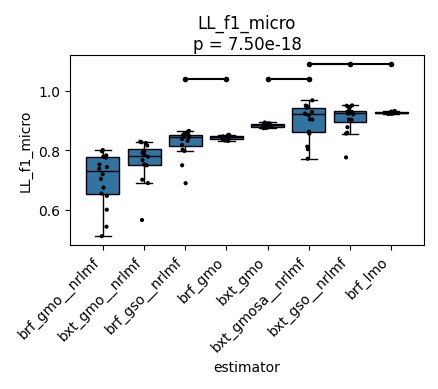 LL_f1_micro
p = 7.50e-18
LL_f1_micro
1.0
0.8
0.6
brf_gmo__nrlmf
bxt_gmo__nrlmf
brf_gso__nrlmf
brf_gmo
bxt_gmo
bxt_gmosa__nrlmf
bxt_gso__nrlmf
brf_lmo
estimator